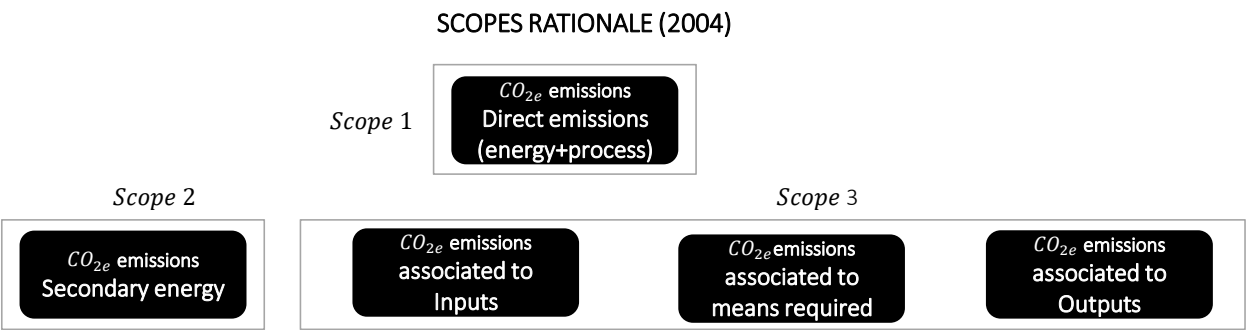 SCOPES RATIONALE (2004)
Scope 1
CO₂ₑ emissions
Direct emissions
(energy+process)
Scope 2
CO₂ₑ emissions
Secondary energy
Scope 3
CO₂ₑ emissions
associated to
Inputs
CO₂ₑ emissions
associated to
means required
CO₂ₑ emissions
associated to
Outputs